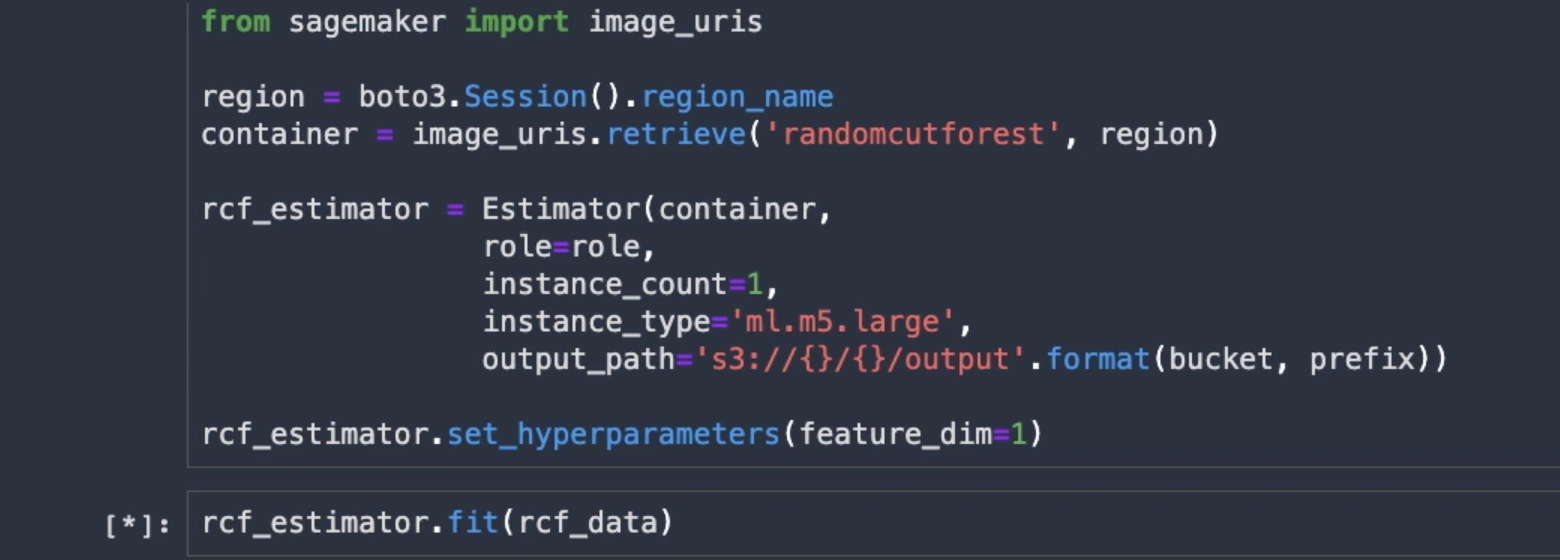 from sagemaker import image_uris
region = boto3.Session().region_name
container = image_uris.retrieve('randomcutforest', region)
rcf_estimator = Estimator(container,
role=role,
instance_count=1,
instance_type='ml.m5.large',
output_path='s3://{}/{}/output'.format(bucket, prefix))
rcf_estimator.set_hyperparameters(feature_dim=1)
[*]: rcf_estimator.fit(rcf_data)